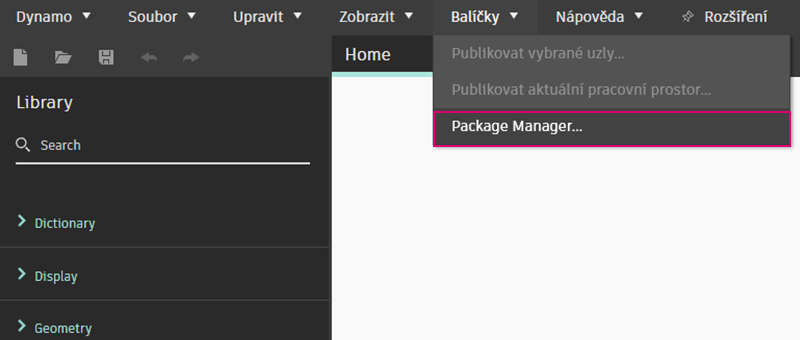 Dynamo Soubor Upravit Zobrazit Balíčky Nápověda Rozšíření
Home
Publikovat vybrané uzly...
Publikovat aktuální pracovní prostor...
Package Manager...
Library
Search
Dictionary
Display
Geometry